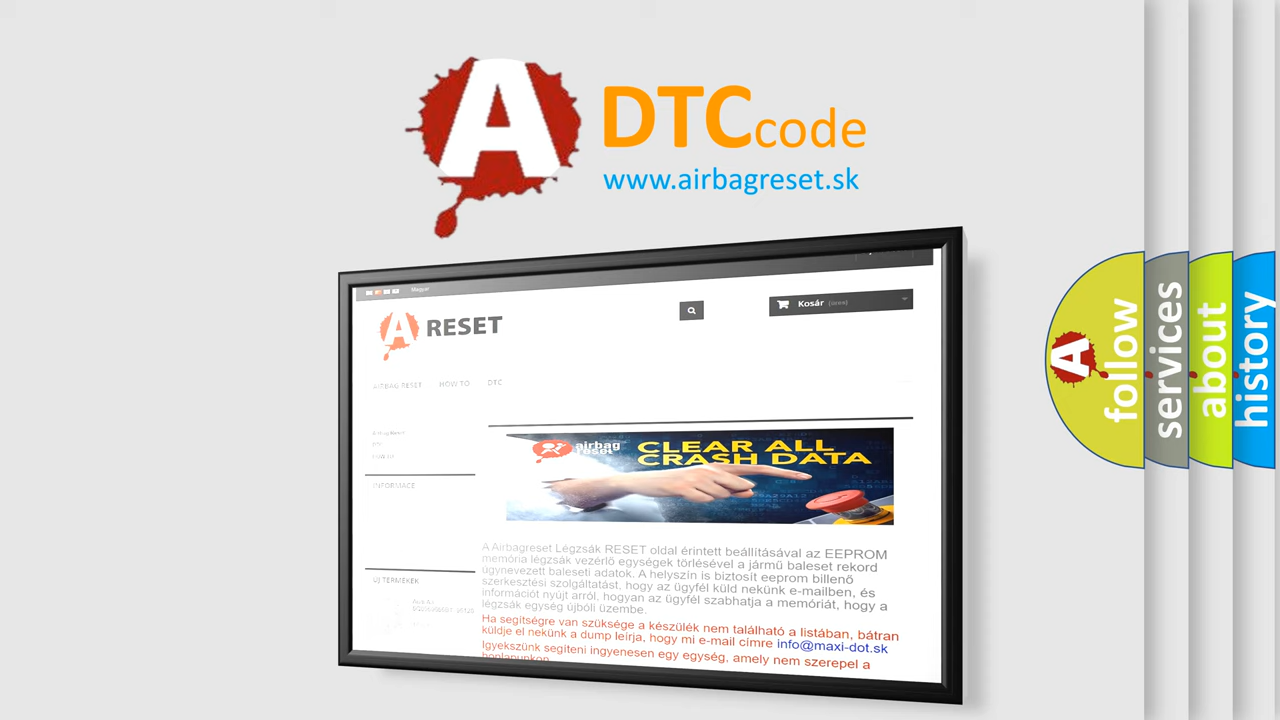 A
DTC code
www.airbagreset.sk
Magyar
A RESET
Kosár (üres)
AIRBAG RESET HOW TO DTC
INFORMACE
ÚJ TERMÉKEK
airbag
reset
CLEAR ALL
CRASH DATA
A Airbagreset Légzsák RESET oldal érintett beállításával az EEPROM
memória légzsák vezérlő egységek törlésével a jármű baleset rekord
úgynevezett baleseti adatok. A helyszín is biztosít eeprom billenő
szerkesztési szolgáltatást, hogy az ügyfél küld nekünk e-mailben, és
információt nyújt arról, hogyan az ügyfél szabhatja a memóriát, hogy a
légzsák egység újbóli üzembe.
Ha segítségre van szüksége a készülék nem található a listában, bátran
küldje el nekünk a dump leírja, hogy mi e-mail címre info@maxi-dot.sk
Igyekszünk segíteni ingyenesen egy egység, amely nem szerepel a
honlapunkon
A
follow
services
about
history